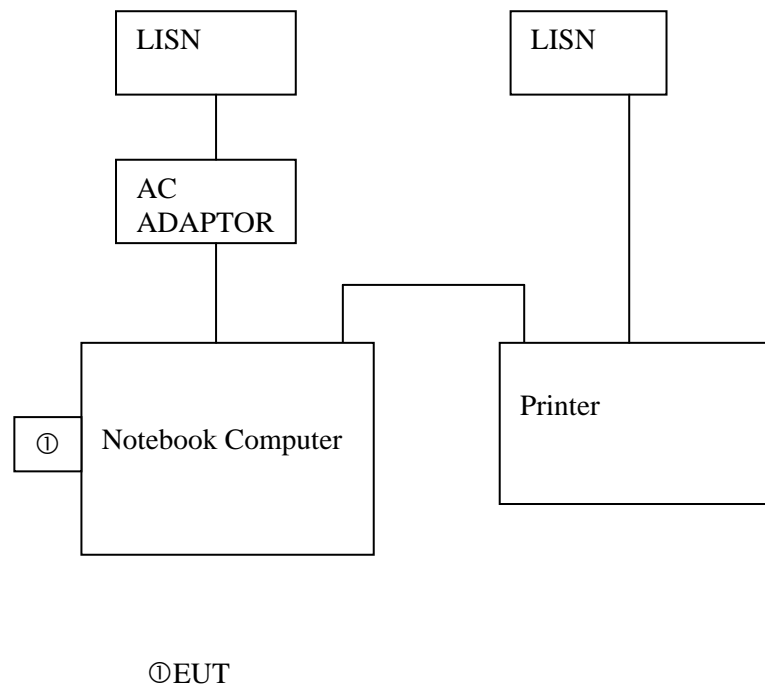 LISN
LISN
AC
ADAPTOR
Printer
① Notebook Computer
①EUT